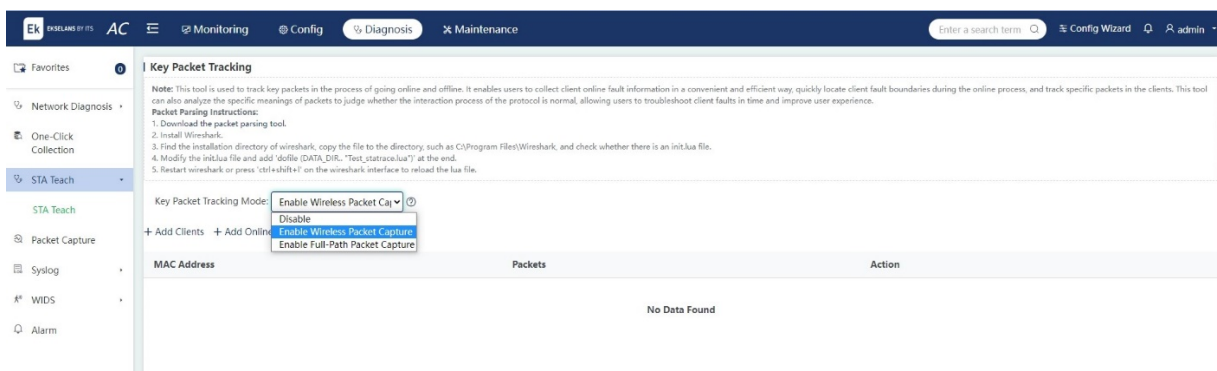 Ek EKSELANS BY ITS AC Monitoring Config Diagnosis Maintenance Enter a search term Config Wizard admin
Favorites 0
Network Diagnosis
One-Click
Collection
STA Teach
STA Teach
Packet Capture
Syslog
WIDS
Alarm
Key Packet Tracking
Note: This tool is used to track key packets in the process of going online and offline. It enables users to collect client online fault information in a convenient and efficient way, quickly locate client fault boundaries during the online process, and track specific packets in the clients. This tool
can also analyze the specific meanings of packets to judge whether the interaction process of the protocol is normal, allowing users to troubleshoot client faults in time and improve user experience.
Packet Parsing Instructions:
1. Download the packet parsing tool.
2. Install Wireshark.
3. Find the installation directory of wireshark, copy the file to the directory, such as C:\Program Files\Wireshark, and check whether there is an init.lua file.
4. Modify the init.lua file and add 'dofile (DATA_DIR.. "Test_statrace.lua")' at the end.
5. Restart wireshark or press 'ctrl+shift+l' on the wireshark interface to reload the lua file.
Key Packet Tracking Mode: Enable Wireless Packet Cap
Disable
+ Add Clients + Add Online Enable Wireless Packet Capture
Enable Full-Path Packet Capture
MAC Address Packets Action
No Data Found